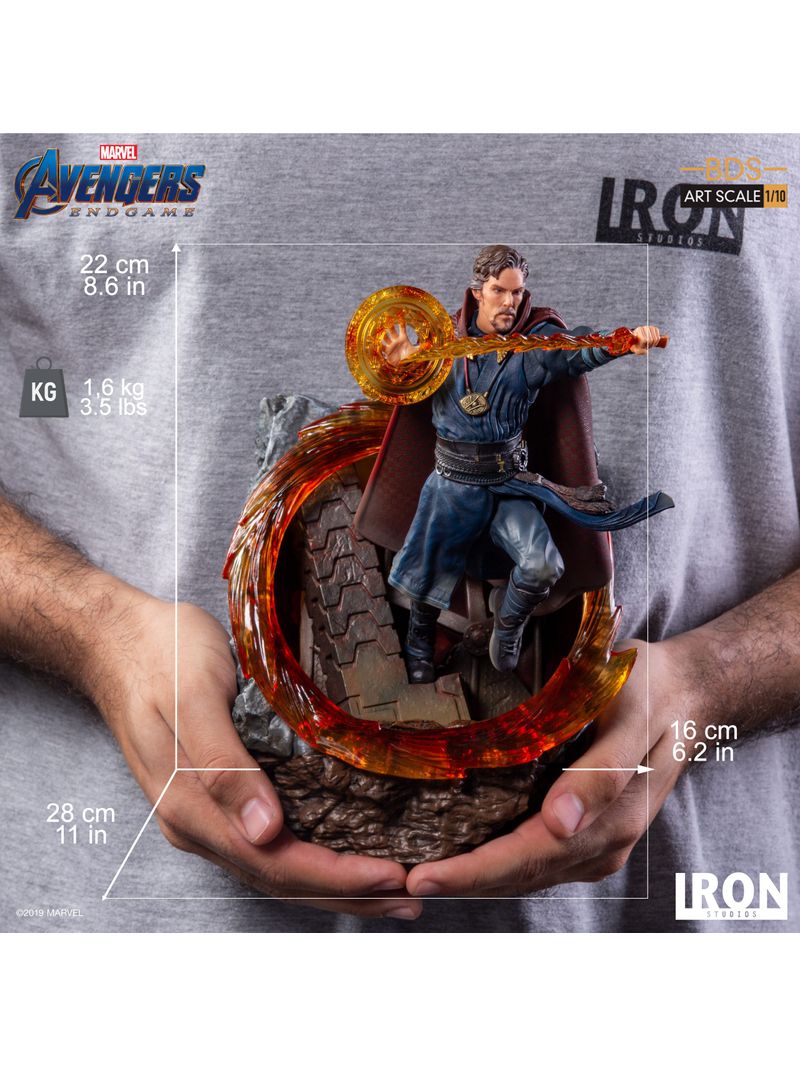 MARVEL
AVENGERS
ENDGAME
BDS
ART SCALE 1/10
IRON
STUDIOS
22 cm
8.6 in
KG
1,6 kg
3.5 lbs
16 cm
6.2 in
28 cm
11 in
©2019 MARVEL
IRON
STUDIOS